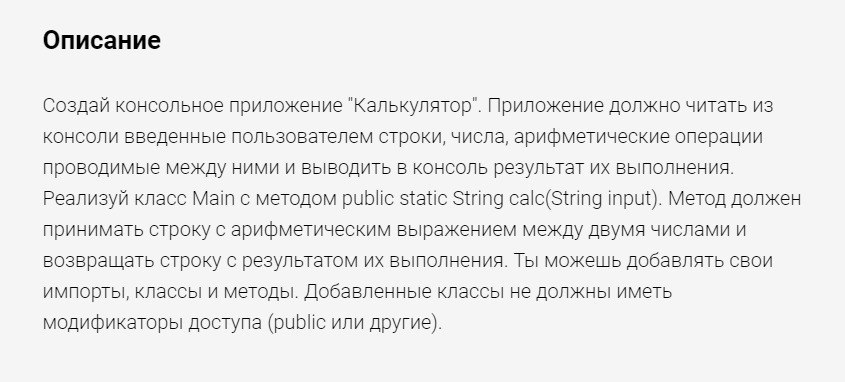 Описание
Создай консольное приложение "Калькулятор". Приложение должно читать из
консоли введенные пользователем строки, числа, арифметические операции
проводимые между ними и выводить в консоль результат их выполнения.
Реализуй класс Main с методом public static String calc(String input). Метод должен
принимать строку с арифметическим выражением между двумя числами и
возвращать строку с результатом их выполнения. Ты можешь добавлять свои
импорты, классы и методы. Добавленные классы не должны иметь
модификаторы доступа (public или другие).